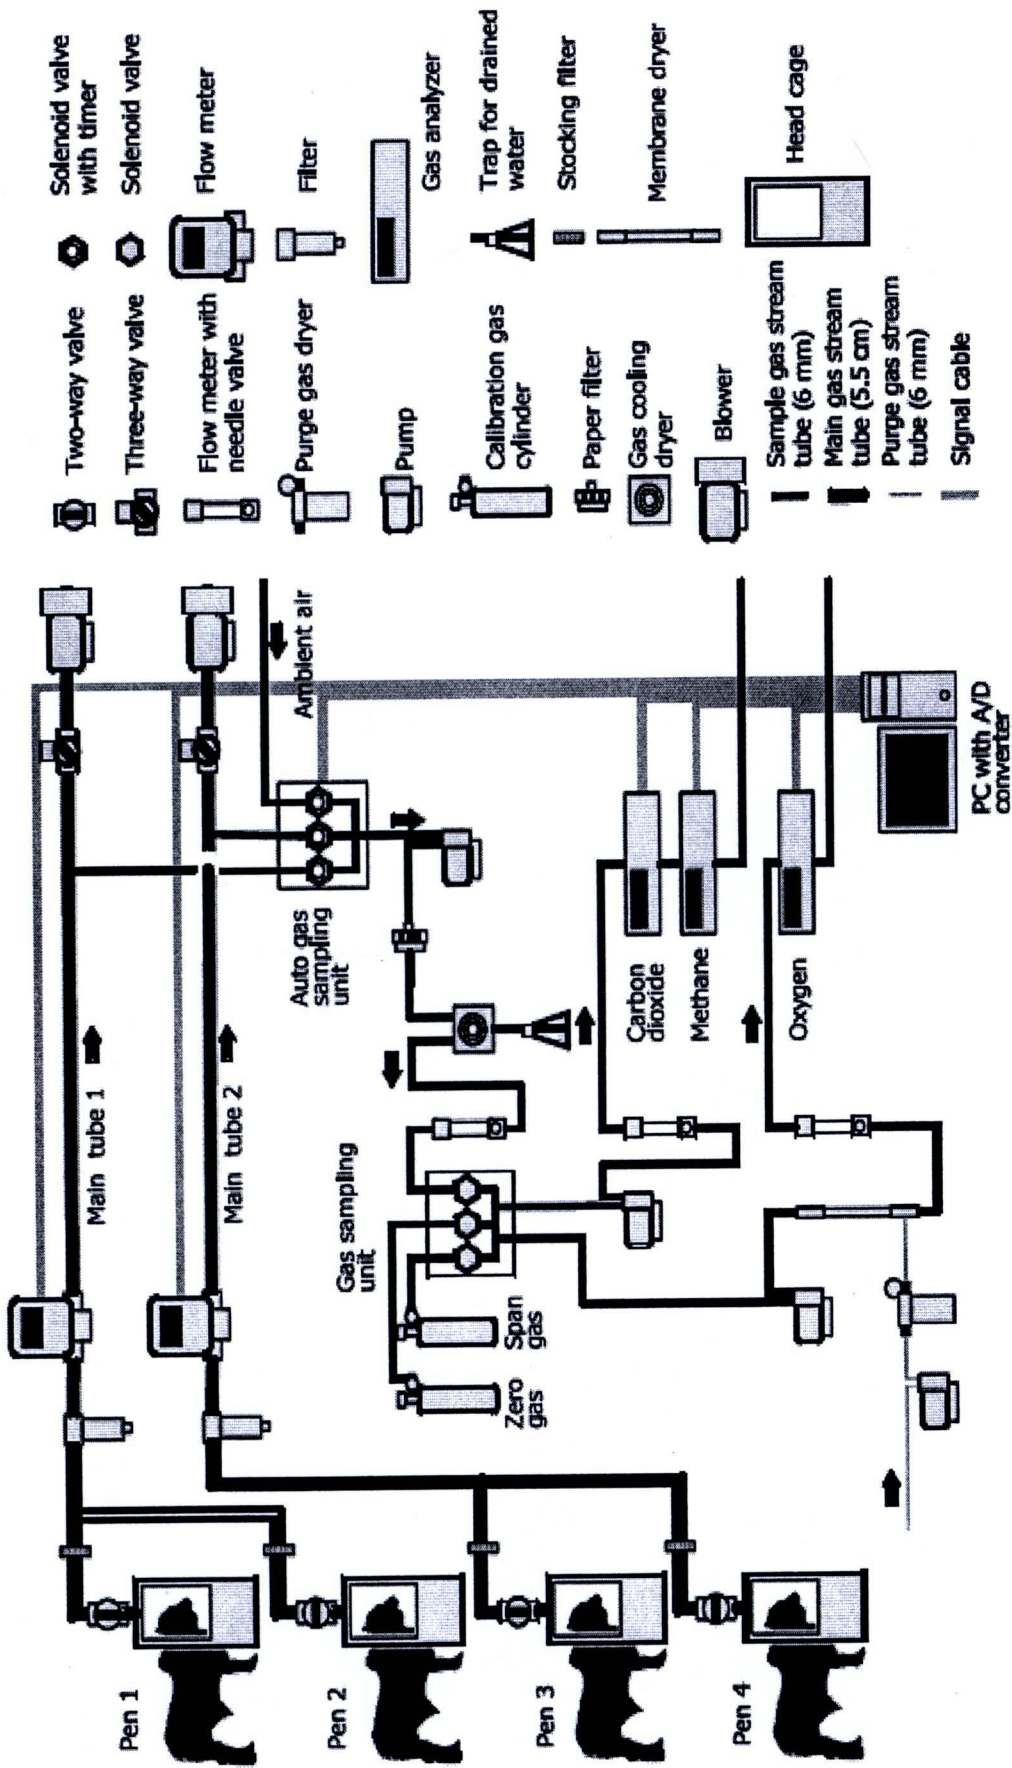 Pen 1
Pen 2
Pen 3
Pen 4
Main tube 1
Main tube 2
Zero
gas
Span
gas
Gas sampling
unit
Auto gas
sampling
unit
Ambient air
Carbon
dioxide
Methane
Oxygen
PC with A/D
converter
Two-way valve
Three-way valve
Flow meter with
needle valve
Purge gas dryer
Pump
Calibration gas
cylinder
Paper filter
Gas cooling
dryer
Blower
Sample gas stream
tube (6 mm)
Main gas stream
tube (5.5 cm)
Purge gas stream
tube (6 mm)
Signal cable
Solenoid valve
with timer
Solenoid valve
Flow meter
Filter
Gas analyzer
Trap for drained
water
Stocking filter
Membrane dryer
Head cage